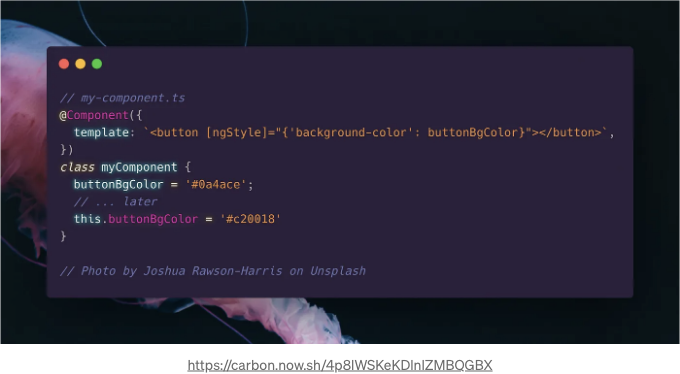 // my-component.ts
@Component({
  template: `<button [ngStyle]="{'background-color': buttonBgColor}"></button>`,
})
class myComponent {
  buttonBgColor = '#0a4ace';
  // ... later
  this.buttonBgColor = '#c20018'
}
// Photo by Joshua Rawson-Harris on Unsplash
https://carbon.now.sh/4p8lWSKeKDlnlZMBQGBX